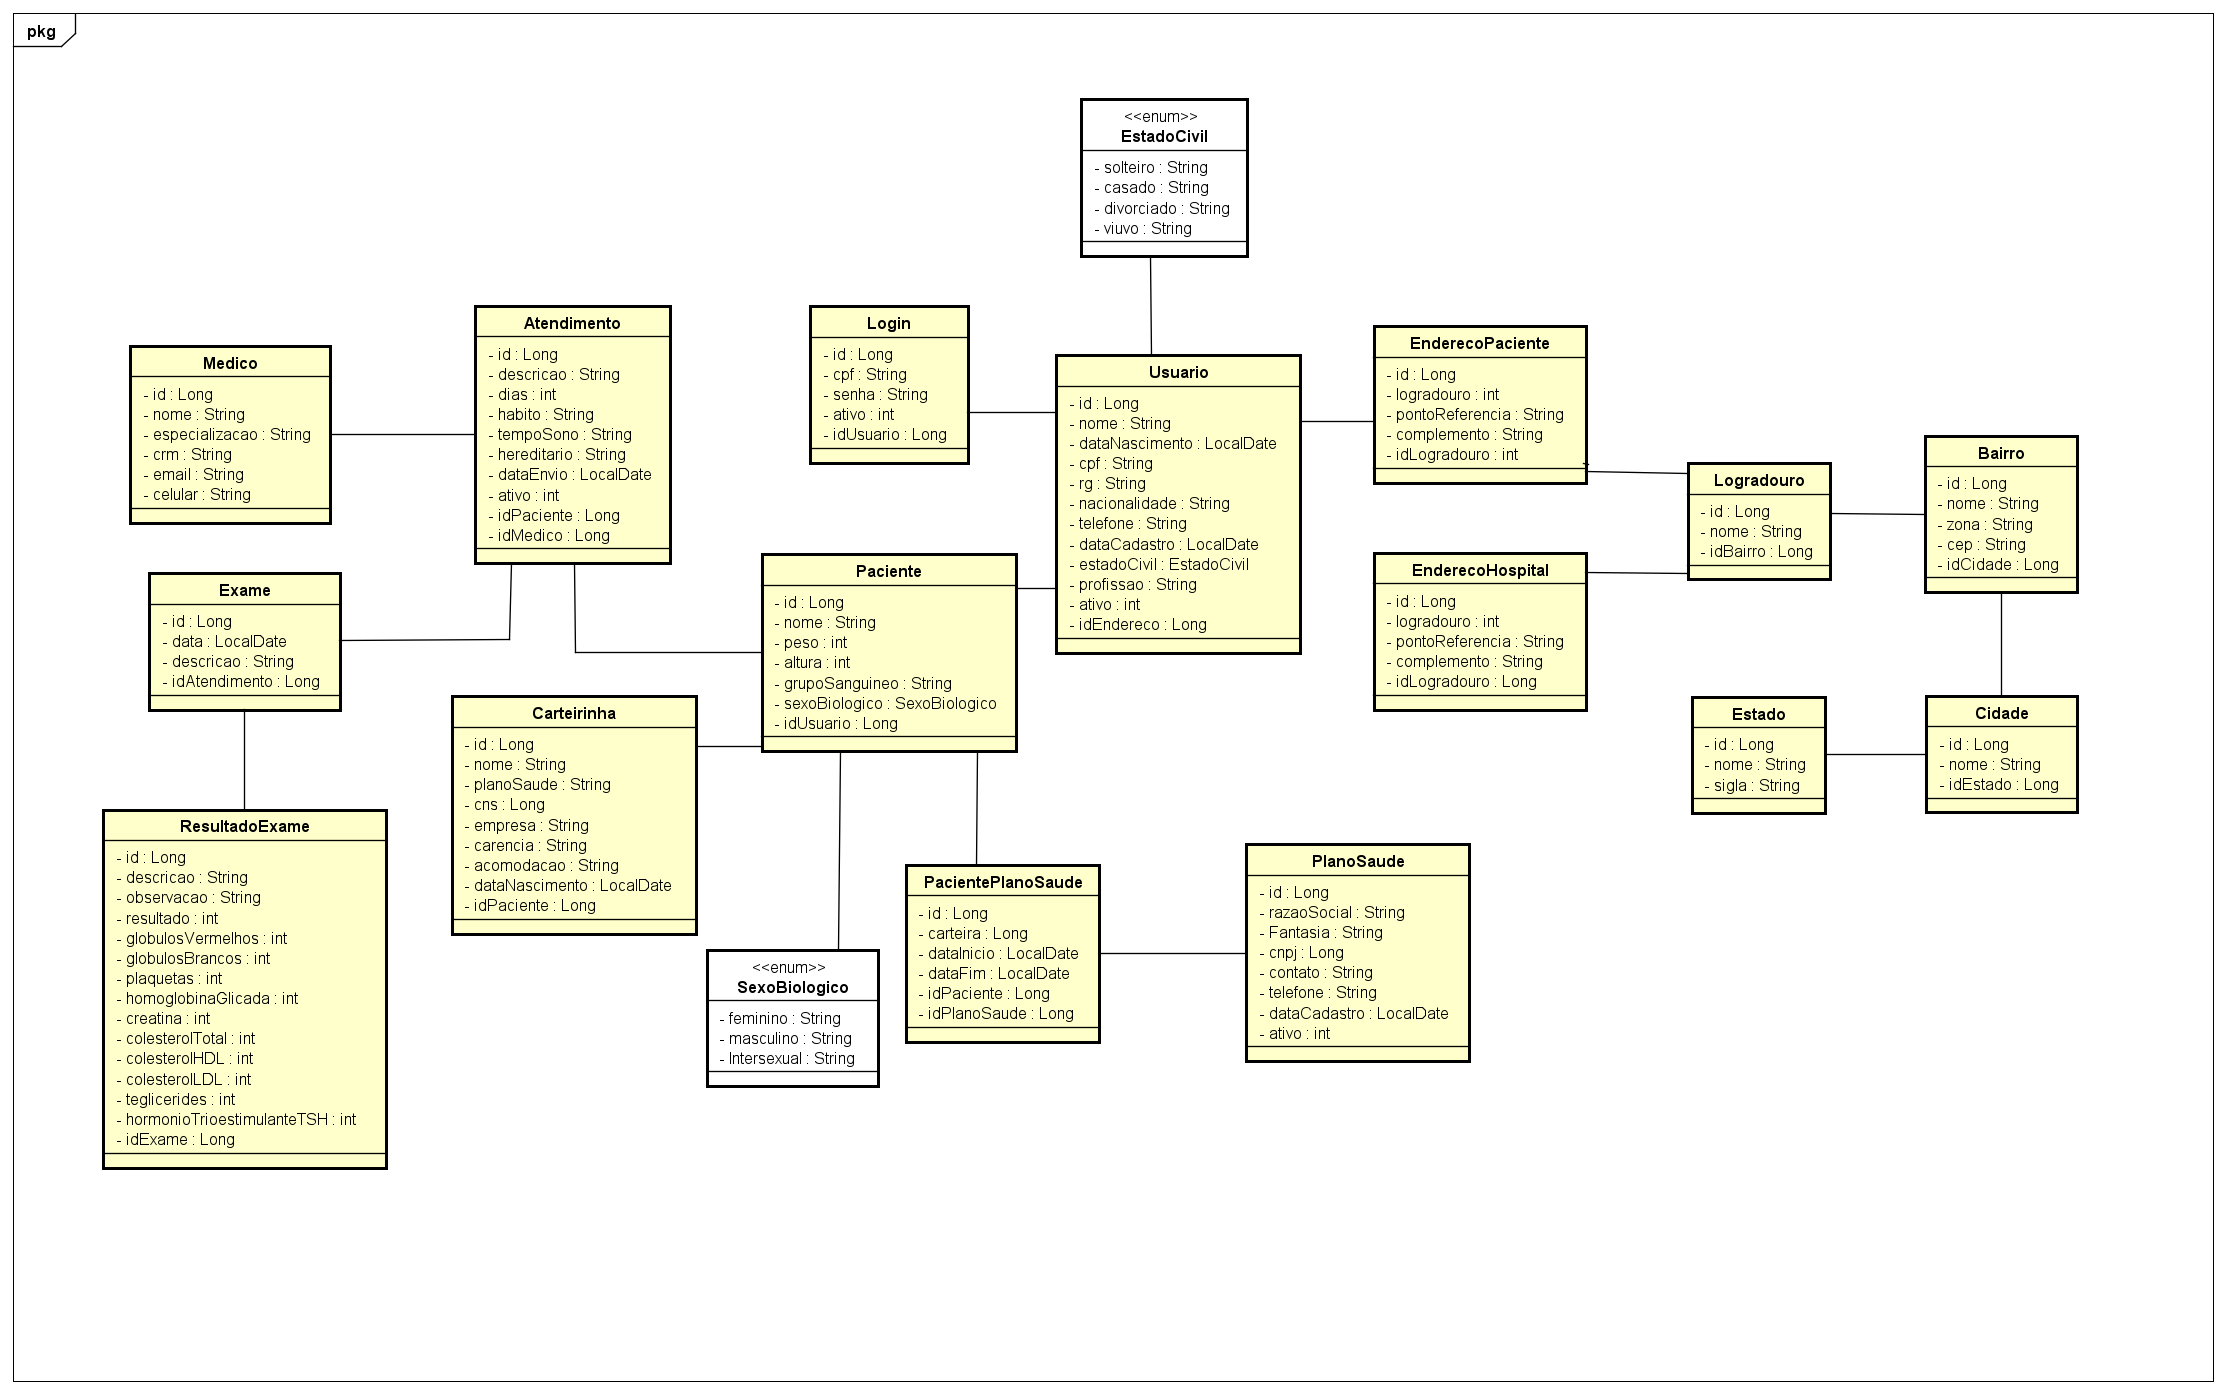 pkg
<<enum>>
EstadoCivil
- solteiro : String
- casado : String
- divorciado : String
- viuvo : String
Medico
- id : Long
- nome : String
- especializacao : String
- crm : String
- email : String
- celular : String
Atendimento
- id : Long
- descricao : String
- dias : int
- habito : String
- tempoSono : String
- hereditario : String
- dataEnvio : LocalDate
- ativo : int
- idPaciente : Long
- idMedico : Long
Login
- id : Long
- cpf : String
- senha : String
- ativo : int
- idUsuario : Long
Usuario
- id : Long
- nome : String
- dataNascimento : LocalDate
- cpf : String
- rg : String
- nacionalidade : String
- telefone : String
- dataCadastro : LocalDate
- estadoCivil : EstadoCivil
- profissao : String
- ativo : int
- idEndereco : Long
EnderecoPaciente
- id : Long
- logradouro : int
- pontoReferencia : String
- complemento : String
- idLogradouro : int
Logradouro
- id : Long
- nome : String
- idBairro : Long
Bairro
- id : Long
- nome : String
- zona : String
- cep : String
- idCidade : Long
Exame
- id : Long
- data : LocalDate
- descricao : String
- idAtendimento : Long
Paciente
- id : Long
- nome : String
- peso : int
- altura : int
- grupoSanguineo : String
- sexoBiologico : SexoBiologico
- idUsuario : Long
EnderecoHospital
- id : Long
- logradouro : int
- pontoReferencia : String
- complemento : String
- idLogradouro : Long
Carteirinha
- id : Long
- nome : String
- planoSaude : String
- cns : Long
- empresa : String
- carencia : String
- acomodacao : String
- dataNascimento : LocalDate
- idPaciente : Long
Estado
- id : Long
- nome : String
- sigla : String
Cidade
- id : Long
- nome : String
- idEstado : Long
ResultadoExame
- id : Long
- descricao : String
- observacao : String
- resultado : int
- globulosVermelhos : int
- globulosBrancos : int
- plaquetas : int
- homoglobinaGlicada : int
- creatina : int
- colesterolTotal : int
- colesterolHDL : int
- colesterolLDL : int
- teglicerides : int
- hormonioTrioestimulanteTSH : int
- idExame : Long
<<enum>>
SexoBiologico
- feminino : String
- masculino : String
- Intersexual : String
PacientePlanoSaude
- id : Long
- carteira : Long
- dataInicio : LocalDate
- dataFim : LocalDate
- idPaciente : Long
- idPlanoSaude : Long
PlanoSaude
- id : Long
- razaoSocial : String
- Fantasia : String
- cnpj : Long
- contato : String
- telefone : String
- dataCadastro : LocalDate
- ativo : int